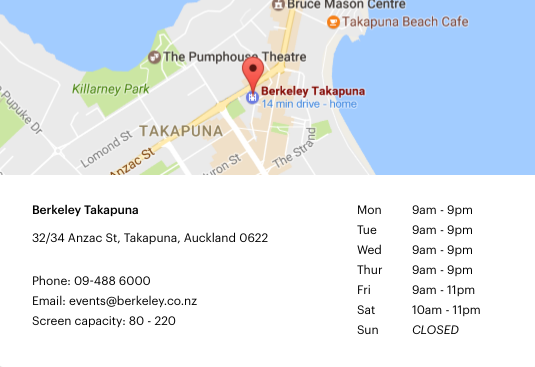 Bruce Mason Centre
Takapuna Beach Cafe
The Pumphouse Theatre
Killarney Park
Berkeley Takapuna
14 min drive - home
Pupuke Dr
TAKAPUNA
Lomond St
Anzac St
uron St
The Strand
Berkeley Takapuna
32/34 Anzac St, Takapuna, Auckland 0622
Phone: 09-488 6000
Email: events@berkeley.co.nz
Screen capacity: 80 - 220
Mon 9am - 9pm
Tue 9am - 9pm
Wed 9am - 9pm
Thur 9am - 9pm
Fri 9am - 11pm
Sat 10am - 11pm
Sun CLOSED